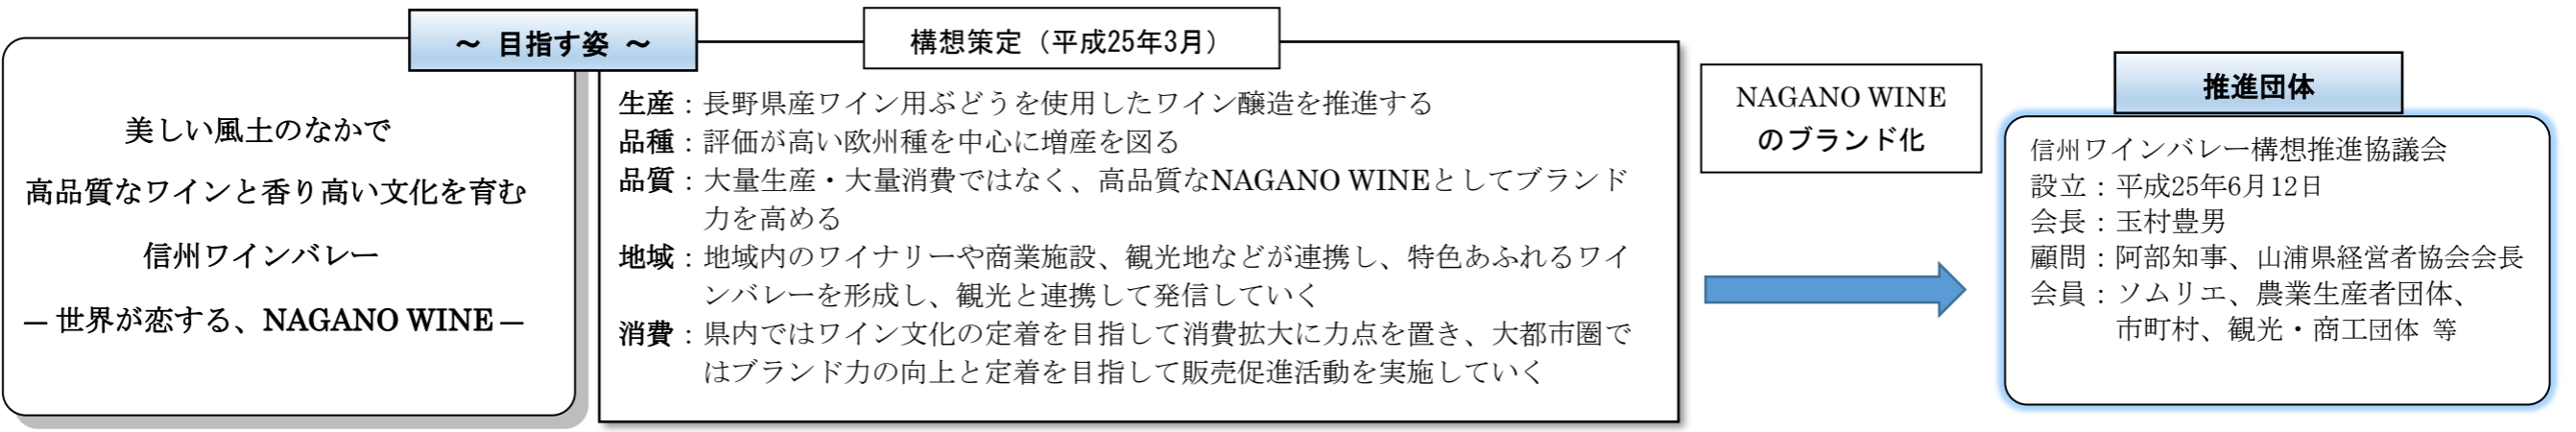 ～ 目指す姿 ～
美しい風土のなかで
高品質なワインと香り高い文化を育む
信州ワインバレー
― 世界が恋する、NAGANO WINE ―
構想策定（平成25年3月）
生産：長野県産ワイン用ぶどうを使用したワイン醸造を推進する
品種：評価が高い欧州種を中心に増産を図る
品質：大量生産・大量消費ではなく、高品質なNAGANO WINEとしてブランド
力を高める
地域：地域内のワイナリーや商業施設、観光地などが連携し、特色あふれるワイ
ンバレーを形成し、観光と連携して発信していく
消費：県内ではワイン文化の定着を目指して消費拡大に力点を置き、大都市圏で
はブランド力の向上と定着を目指して販売促進活動を実施していく
NAGANO WINE
のブランド化
推進団体
信州ワインバレー構想推進協議会
設立：平成25年6月12日
会長：玉村豊男
顧問：阿部知事、山浦県経営者協会会長
会員：ソムリエ、農業生産者団体、
市町村、観光・商工団体 等